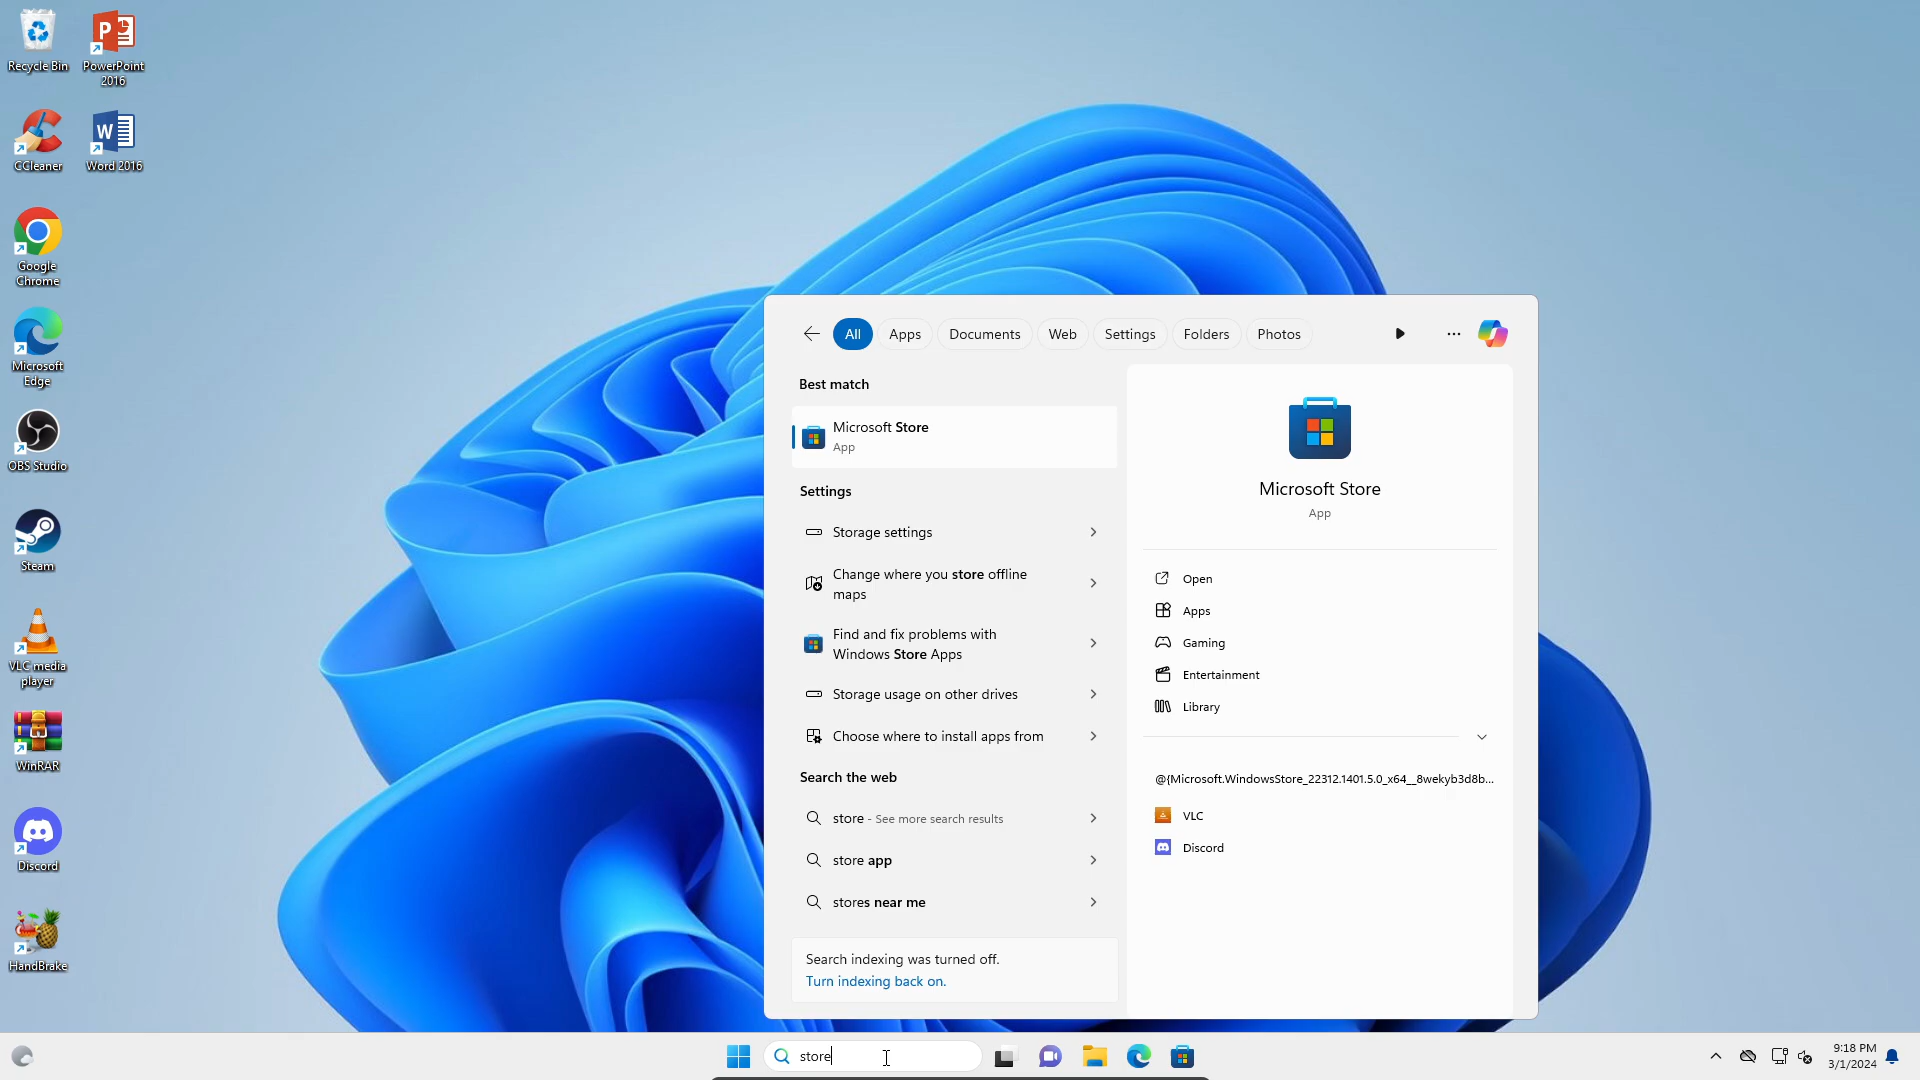 Recycle Bin
PowerPoint
2016
CCleaner
Word 2016
Google
Chrome
Microsoft
Edge
OBS Studio
Steam
VLC media
player
WinRAR
Discord
HandBrake
All
Apps
Documents
Web
Settings
Folders
Photos
Best match
Microsoft Store
App
Settings
Storage settings
Change where you store offline
maps
Find and fix problems with
Windows Store Apps
Storage usage on other drives
Choose where to install apps from
Search the web
store - See more search results
store app
stores near me
Search indexing was turned off.
Turn indexing back on.
Microsoft Store
App
Open
Apps
Gaming
Entertainment
Library
@{Microsoft.WindowsStore_22312.1401.5.0_x64__8wekyb3d8b...
VLC
Discord
store
9:18 PM
3/1/2024